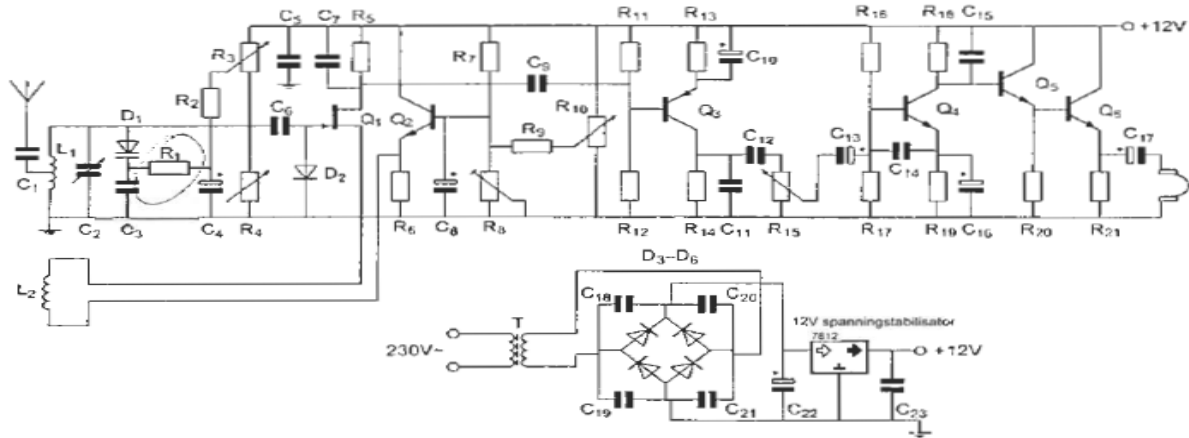 C5 C7 R5 R11 R13 R16 R18 C15
+12V
R3 R7 C9 C10
R2 R10 Q5
D1 C6 Q1 Q2 Q3 Q4 Q6
L1 R1 R9 C12 C13 C17
C1 D2 C14
C2 C3 C4 R4 R6 C8 R8 R12 R14 C11 R15 R17 R19 C16 R20 R21
D3-D6
L2
C18 C20
T
12V spanningstabilisator
7812
230V~ +12V
C19 C21 C22 C23